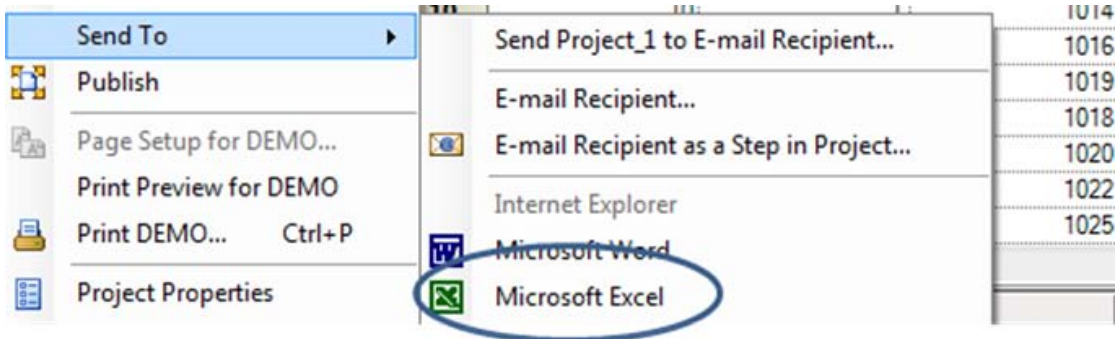 Send To
Publish
Page Setup for DEMO...
Print Preview for DEMO
Print DEMO... Ctrl+P
Project Properties
Send Project_1 to E-mail Recipient...
E-mail Recipient...
E-mail Recipient as a Step in Project...
Internet Explorer
Microsoft Word
Microsoft Excel
1014
1016
1019
1018
1020
1022
1025